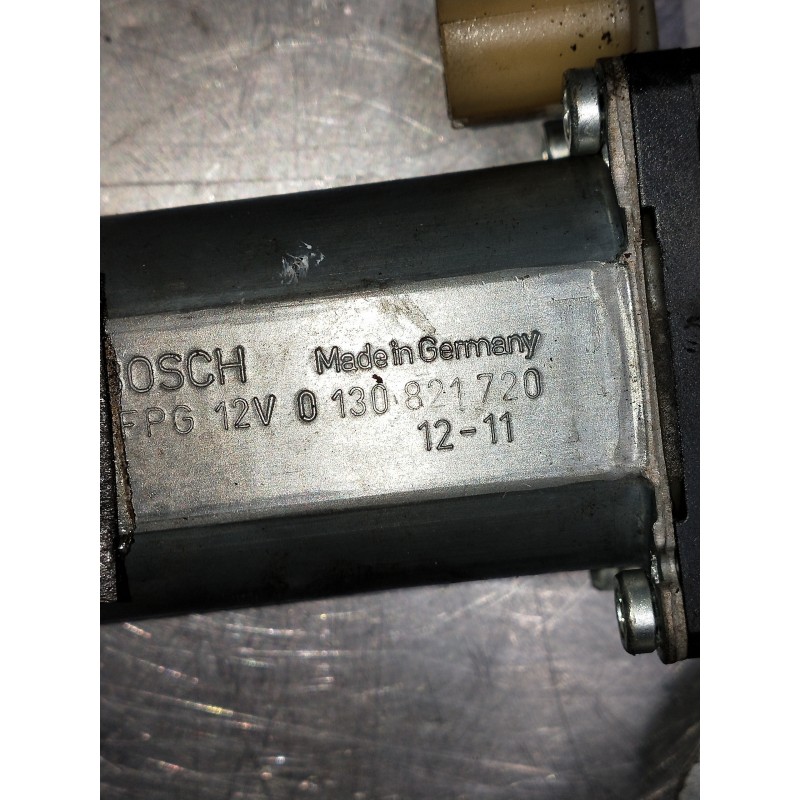 BOSCH Made in Germany
FPG 12V 0 130 821 720
12-11